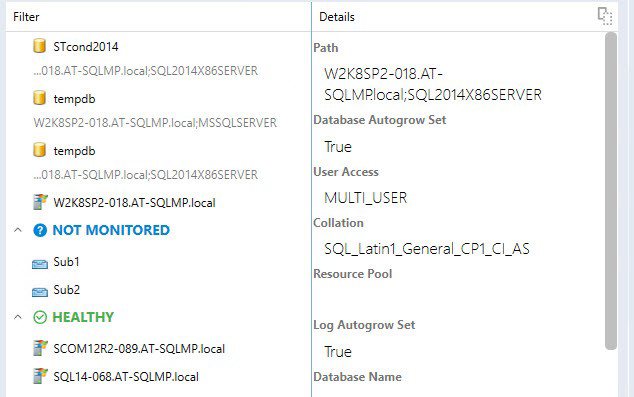 Filter
STcond2014
...018.AT-SQLMP.local;SQL2014X86SERVER
tempdb
W2K8SP2-018.AT-SQLMP.local;MSSQLSERVER
tempdb
...018.AT-SQLMP.local;SQL2014X86SERVER
W2K8SP2-018.AT-SQLMP.local
NOT MONITORED
Sub1
Sub2
HEALTHY
SCOM12R2-089.AT-SQLMP.local
SQL14-068.AT-SQLMP.local
Details
Path
W2K8SP2-018.AT-
SQLMP.local;SQL2014X86SERVER
Database Autogrow Set
True
User Access
MULTI_USER
Collation
SQL_Latin1_General_CP1_CI_AS
Resource Pool
Log Autogrow Set
True
Database Name